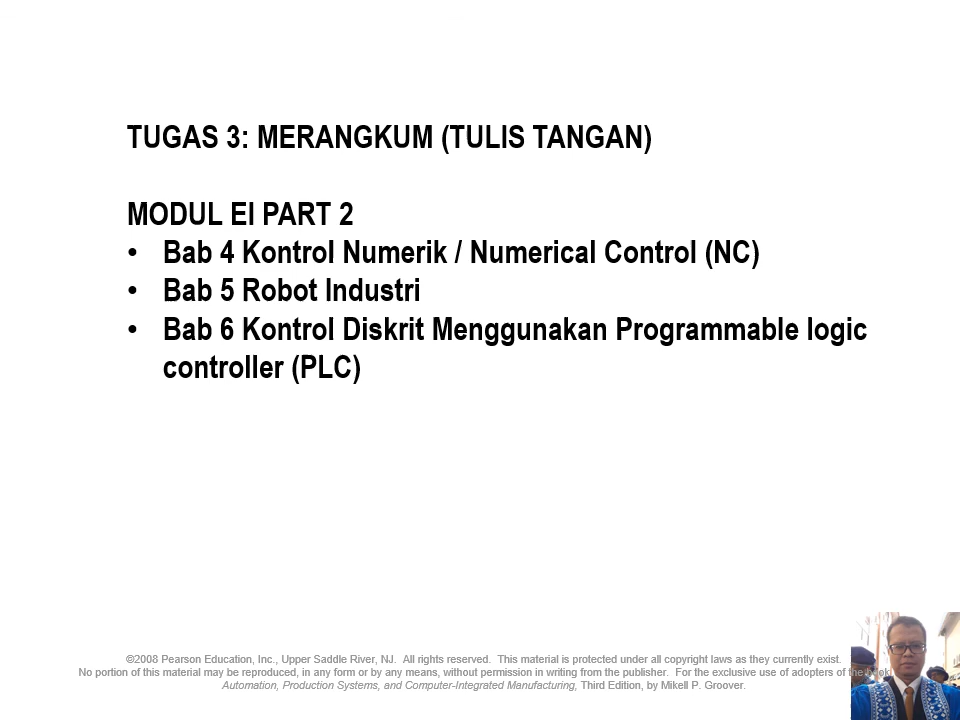 TUGAS 3: MERANGKUM (TULIS TANGAN)
MODUL EI PART 2
• Bab 4 Kontrol Numerik / Numerical Control (NC)
• Bab 5 Robot Industri
• Bab 6 Kontrol Diskrit Menggunakan Programmable logic
controller (PLC)
©2008 Pearson Education, Inc., Upper Saddle River, NJ. All rights reserved. This material is protected under all copyright laws as they currently exist.
No portion of this material may be reproduced, in any form or by any means, without permission in writing from the publisher. For the exclusive use of adopters of the book
Automation, Production Systems, and Computer-Integrated Manufacturing, Third Edition, by Mikell P. Groover.